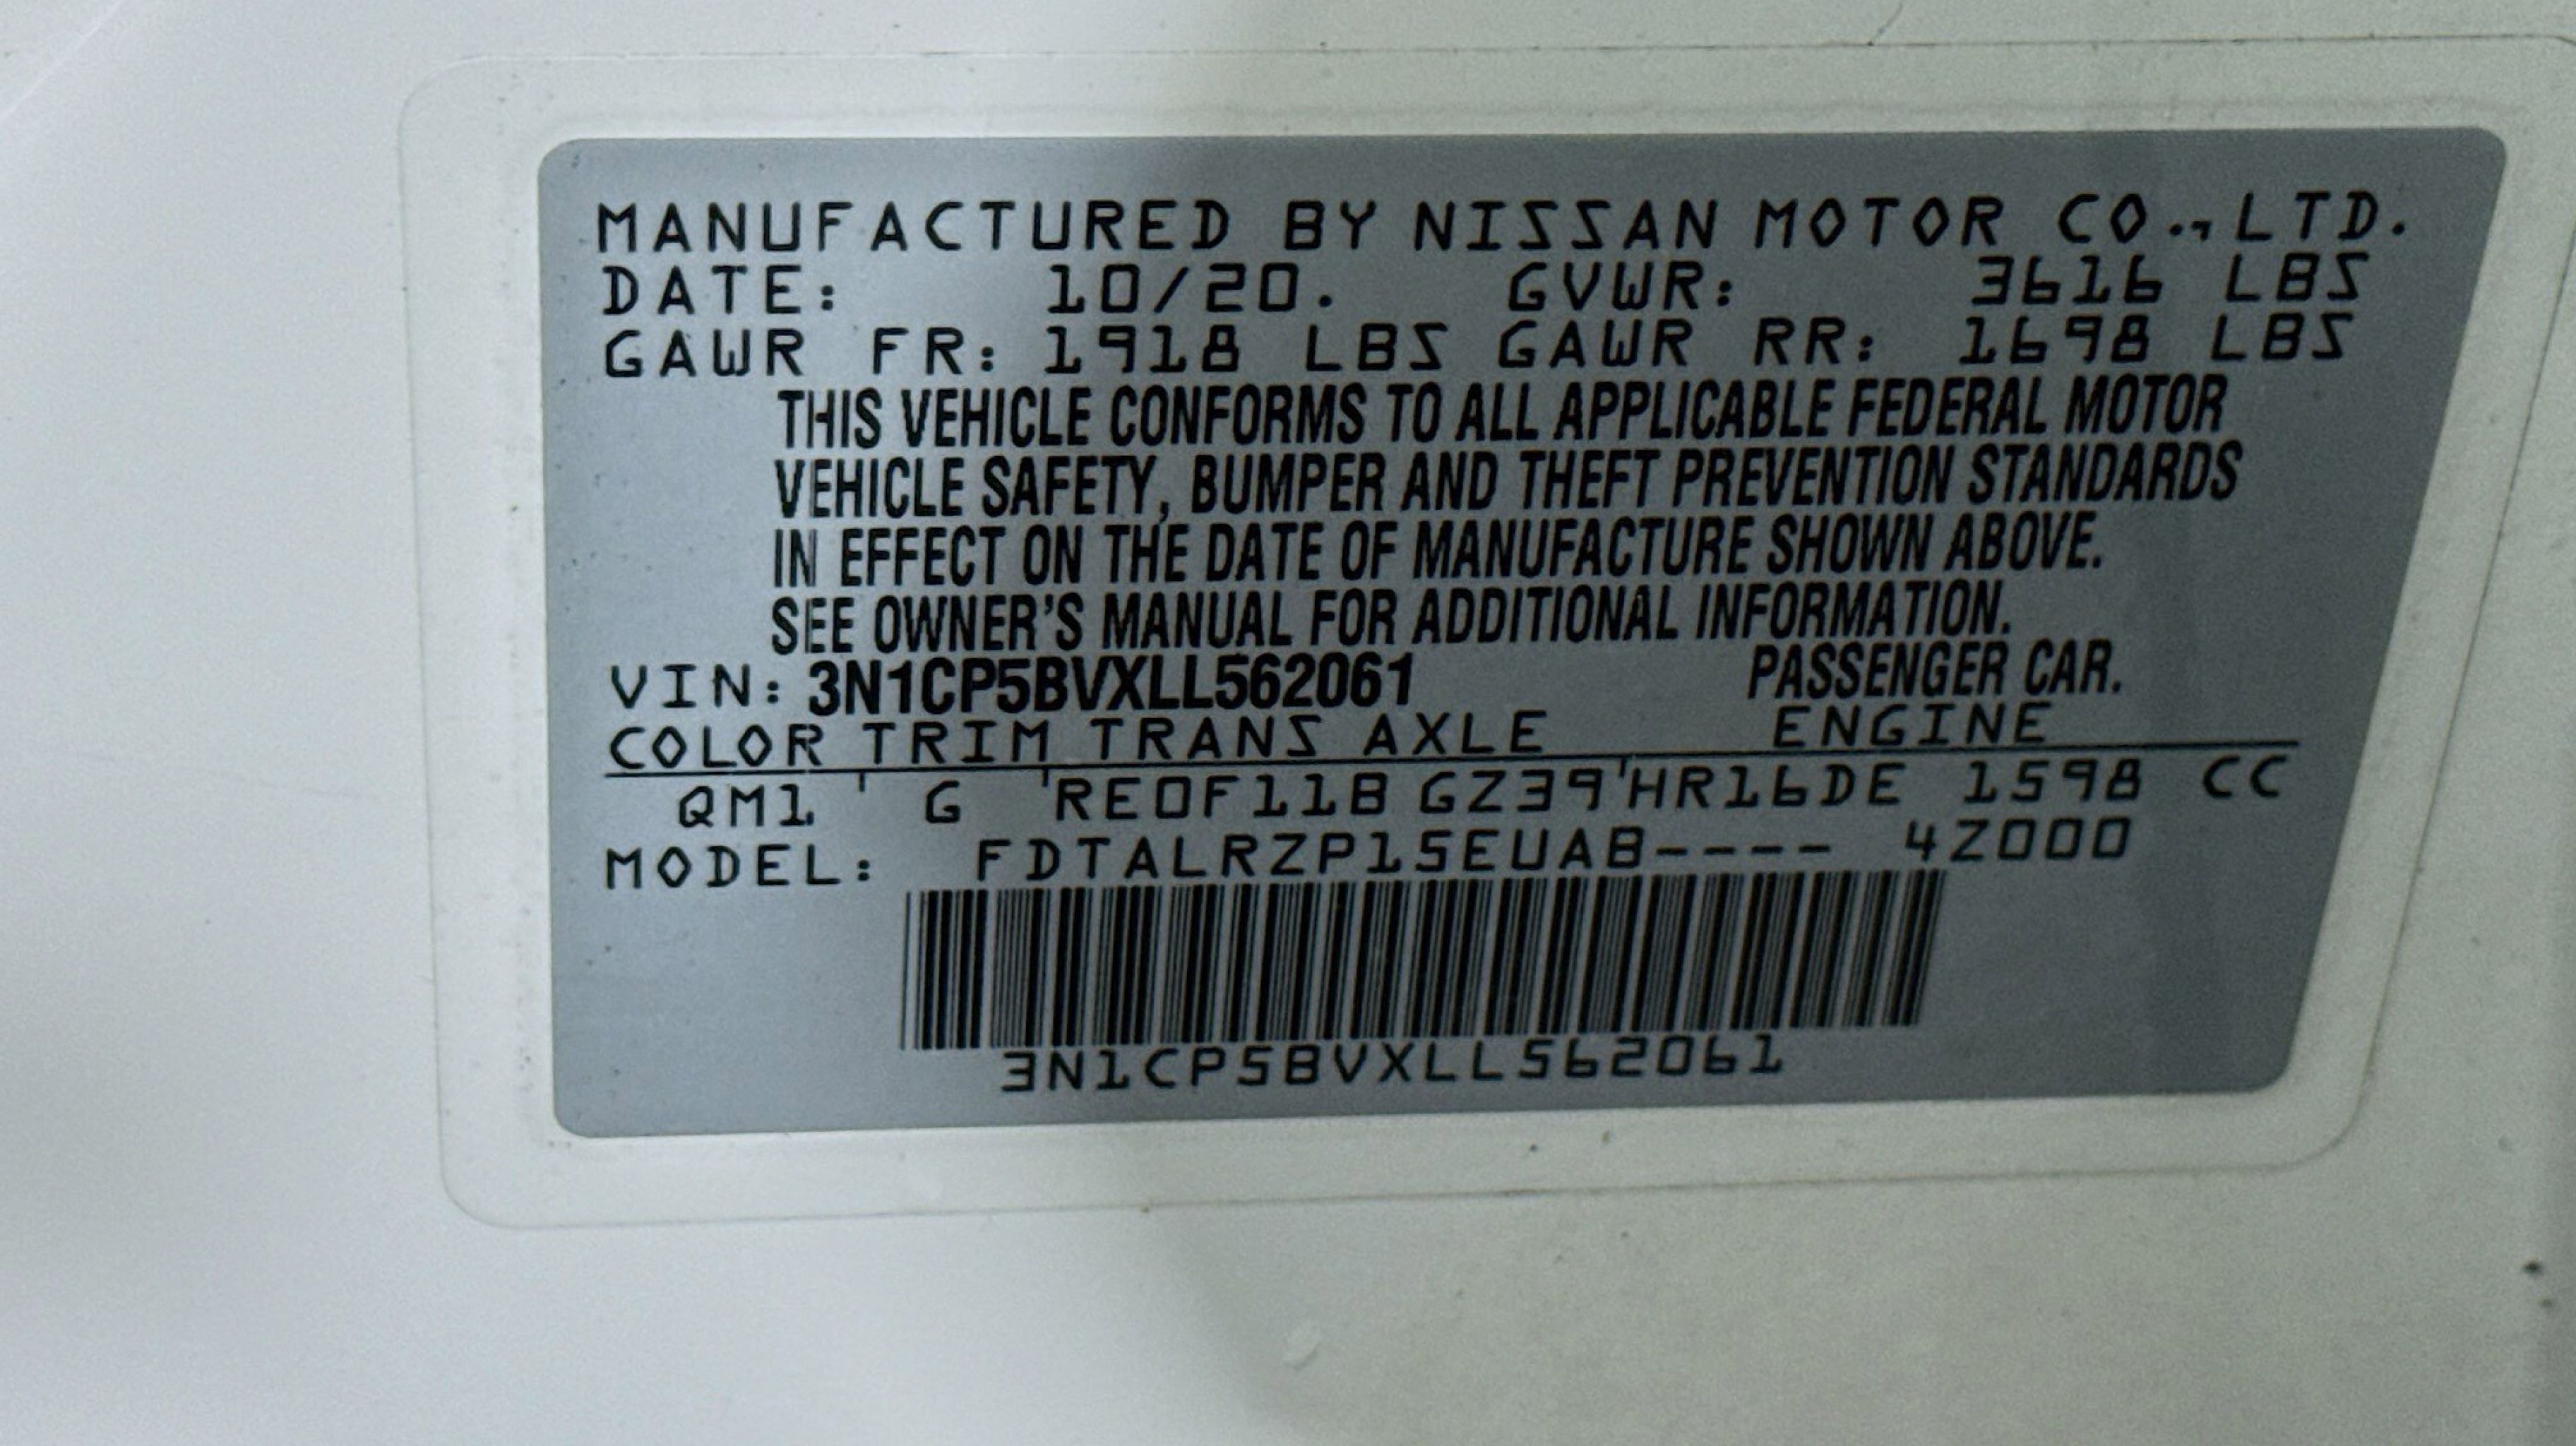 MANUFACTURED BY NISSAN MOTOR CO., LTD.
DATE: 10/20. GVWR: 3616 LBS
GAWR FR: 1918 LBS GAWR RR: 1698 LBS
THIS VEHICLE CONFORMS TO ALL APPLICABLE FEDERAL MOTOR
VEHICLE SAFETY, BUMPER AND THEFT PREVENTION STANDARDS
IN EFFECT ON THE DATE OF MANUFACTURE SHOWN ABOVE.
SEE OWNER'S MANUAL FOR ADDITIONAL INFORMATION.
VIN: 3N1CP5BVXLL562061 PASSENGER CAR.
COLOR TRIM TRANS AXLE ENGINE
QM1 G RE0F11B GZ39 HR16DE 1598 CC
MODEL: FDTALRZP15EUAB---- 4Z000
3N1CP5BVXLL562061